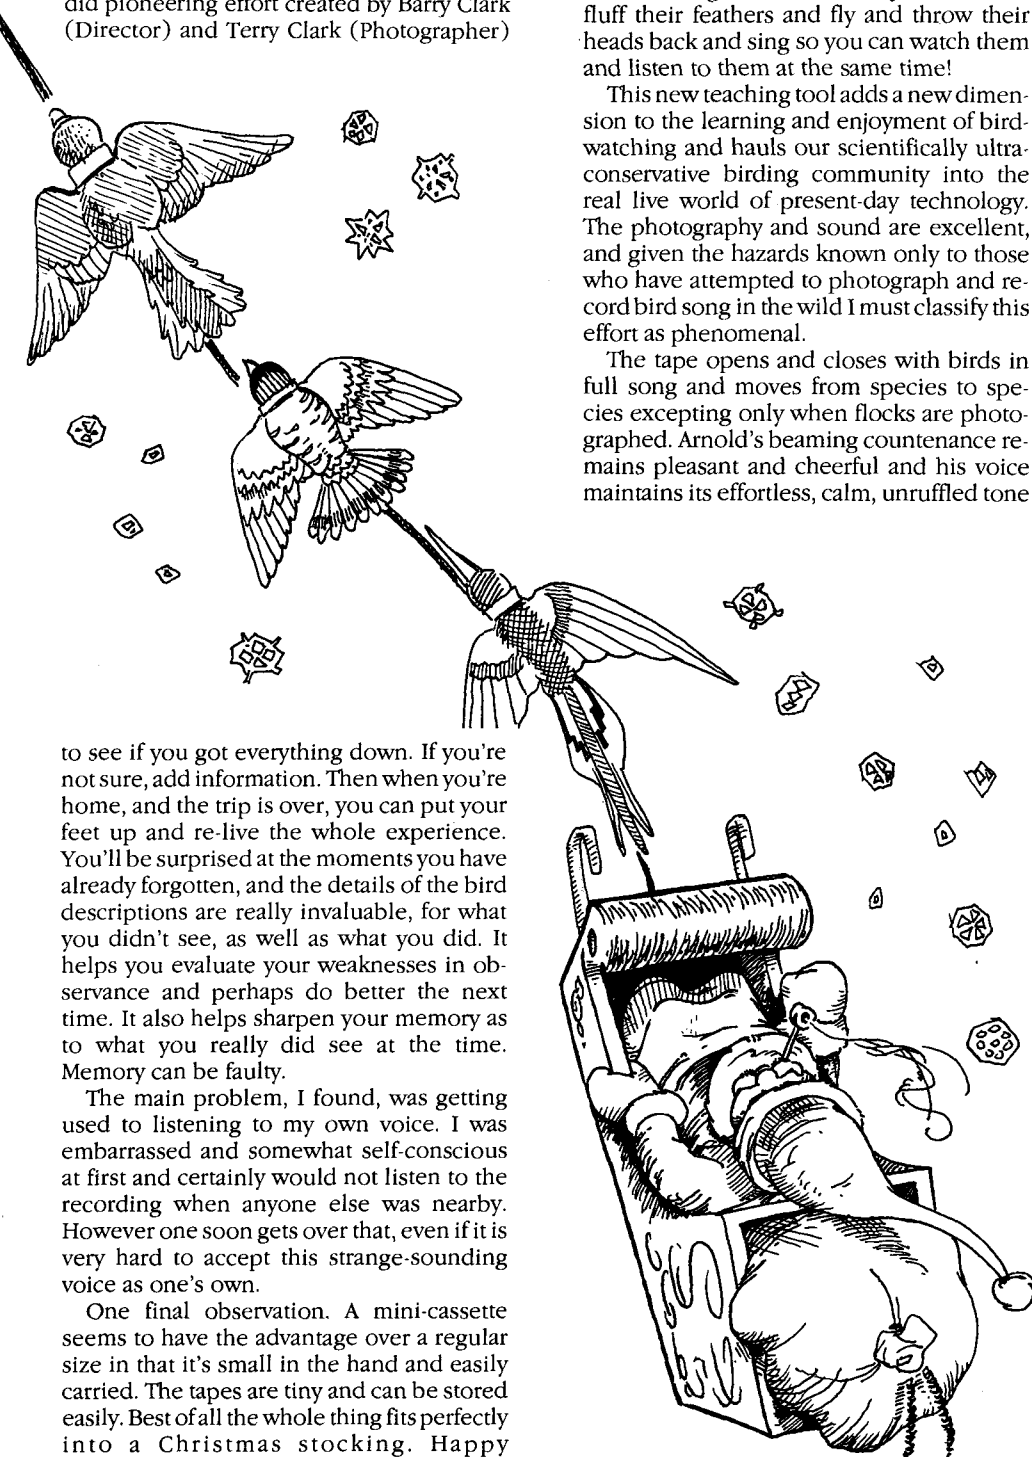 did pioneering effort created by Barry Clark
(Director) and Terry Clark (Photographer)
to see if you got everything down. If you're
not sure, add information. Then when you're
home, and the trip is over, you can put your
feet up and re-live the whole experience.
You'll be surprised at the moments you have
already forgotten, and the details of the bird
descriptions are really invaluable, for what
you didn't see, as well as what you did. It
helps you evaluate your weaknesses in ob-
servance and perhaps do better the next
time. It also helps sharpen your memory as
to what you really did see at the time.
Memory can be faulty.
The main problem, I found, was getting
used to listening to my own voice. I was
embarrassed and somewhat self-conscious
at first and certainly would not listen to the
recording when anyone else was nearby.
However one soon gets over that, even if it is
very hard to accept this strange-sounding
voice as one's own.
One final observation. A mini-cassette
seems to have the advantage over a regular
size in that it's small in the hand and easily
carried. The tapes are tiny and can be stored
easily. Best of all the whole thing fits perfectly
into a Christmas stocking. Happy
fluff their feathers and fly and throw their
heads back and sing so you can watch them
and listen to them at the same time!
This new teaching tool adds a new dimen-
sion to the learning and enjoyment of bird-
watching and hauls our scientifically ultra-
conservative birding community into the
real live world of present-day technology.
The photography and sound are excellent,
and given the hazards known only to those
who have attempted to photograph and re-
cord bird song in the wild I must classify this
effort as phenomenal.
The tape opens and closes with birds in
full song and moves from species to spe-
cies excepting only when flocks are photo-
graphed. Arnold's beaming countenance re-
mains pleasant and cheerful and his voice
maintains its effortless, calm, unruffled tone